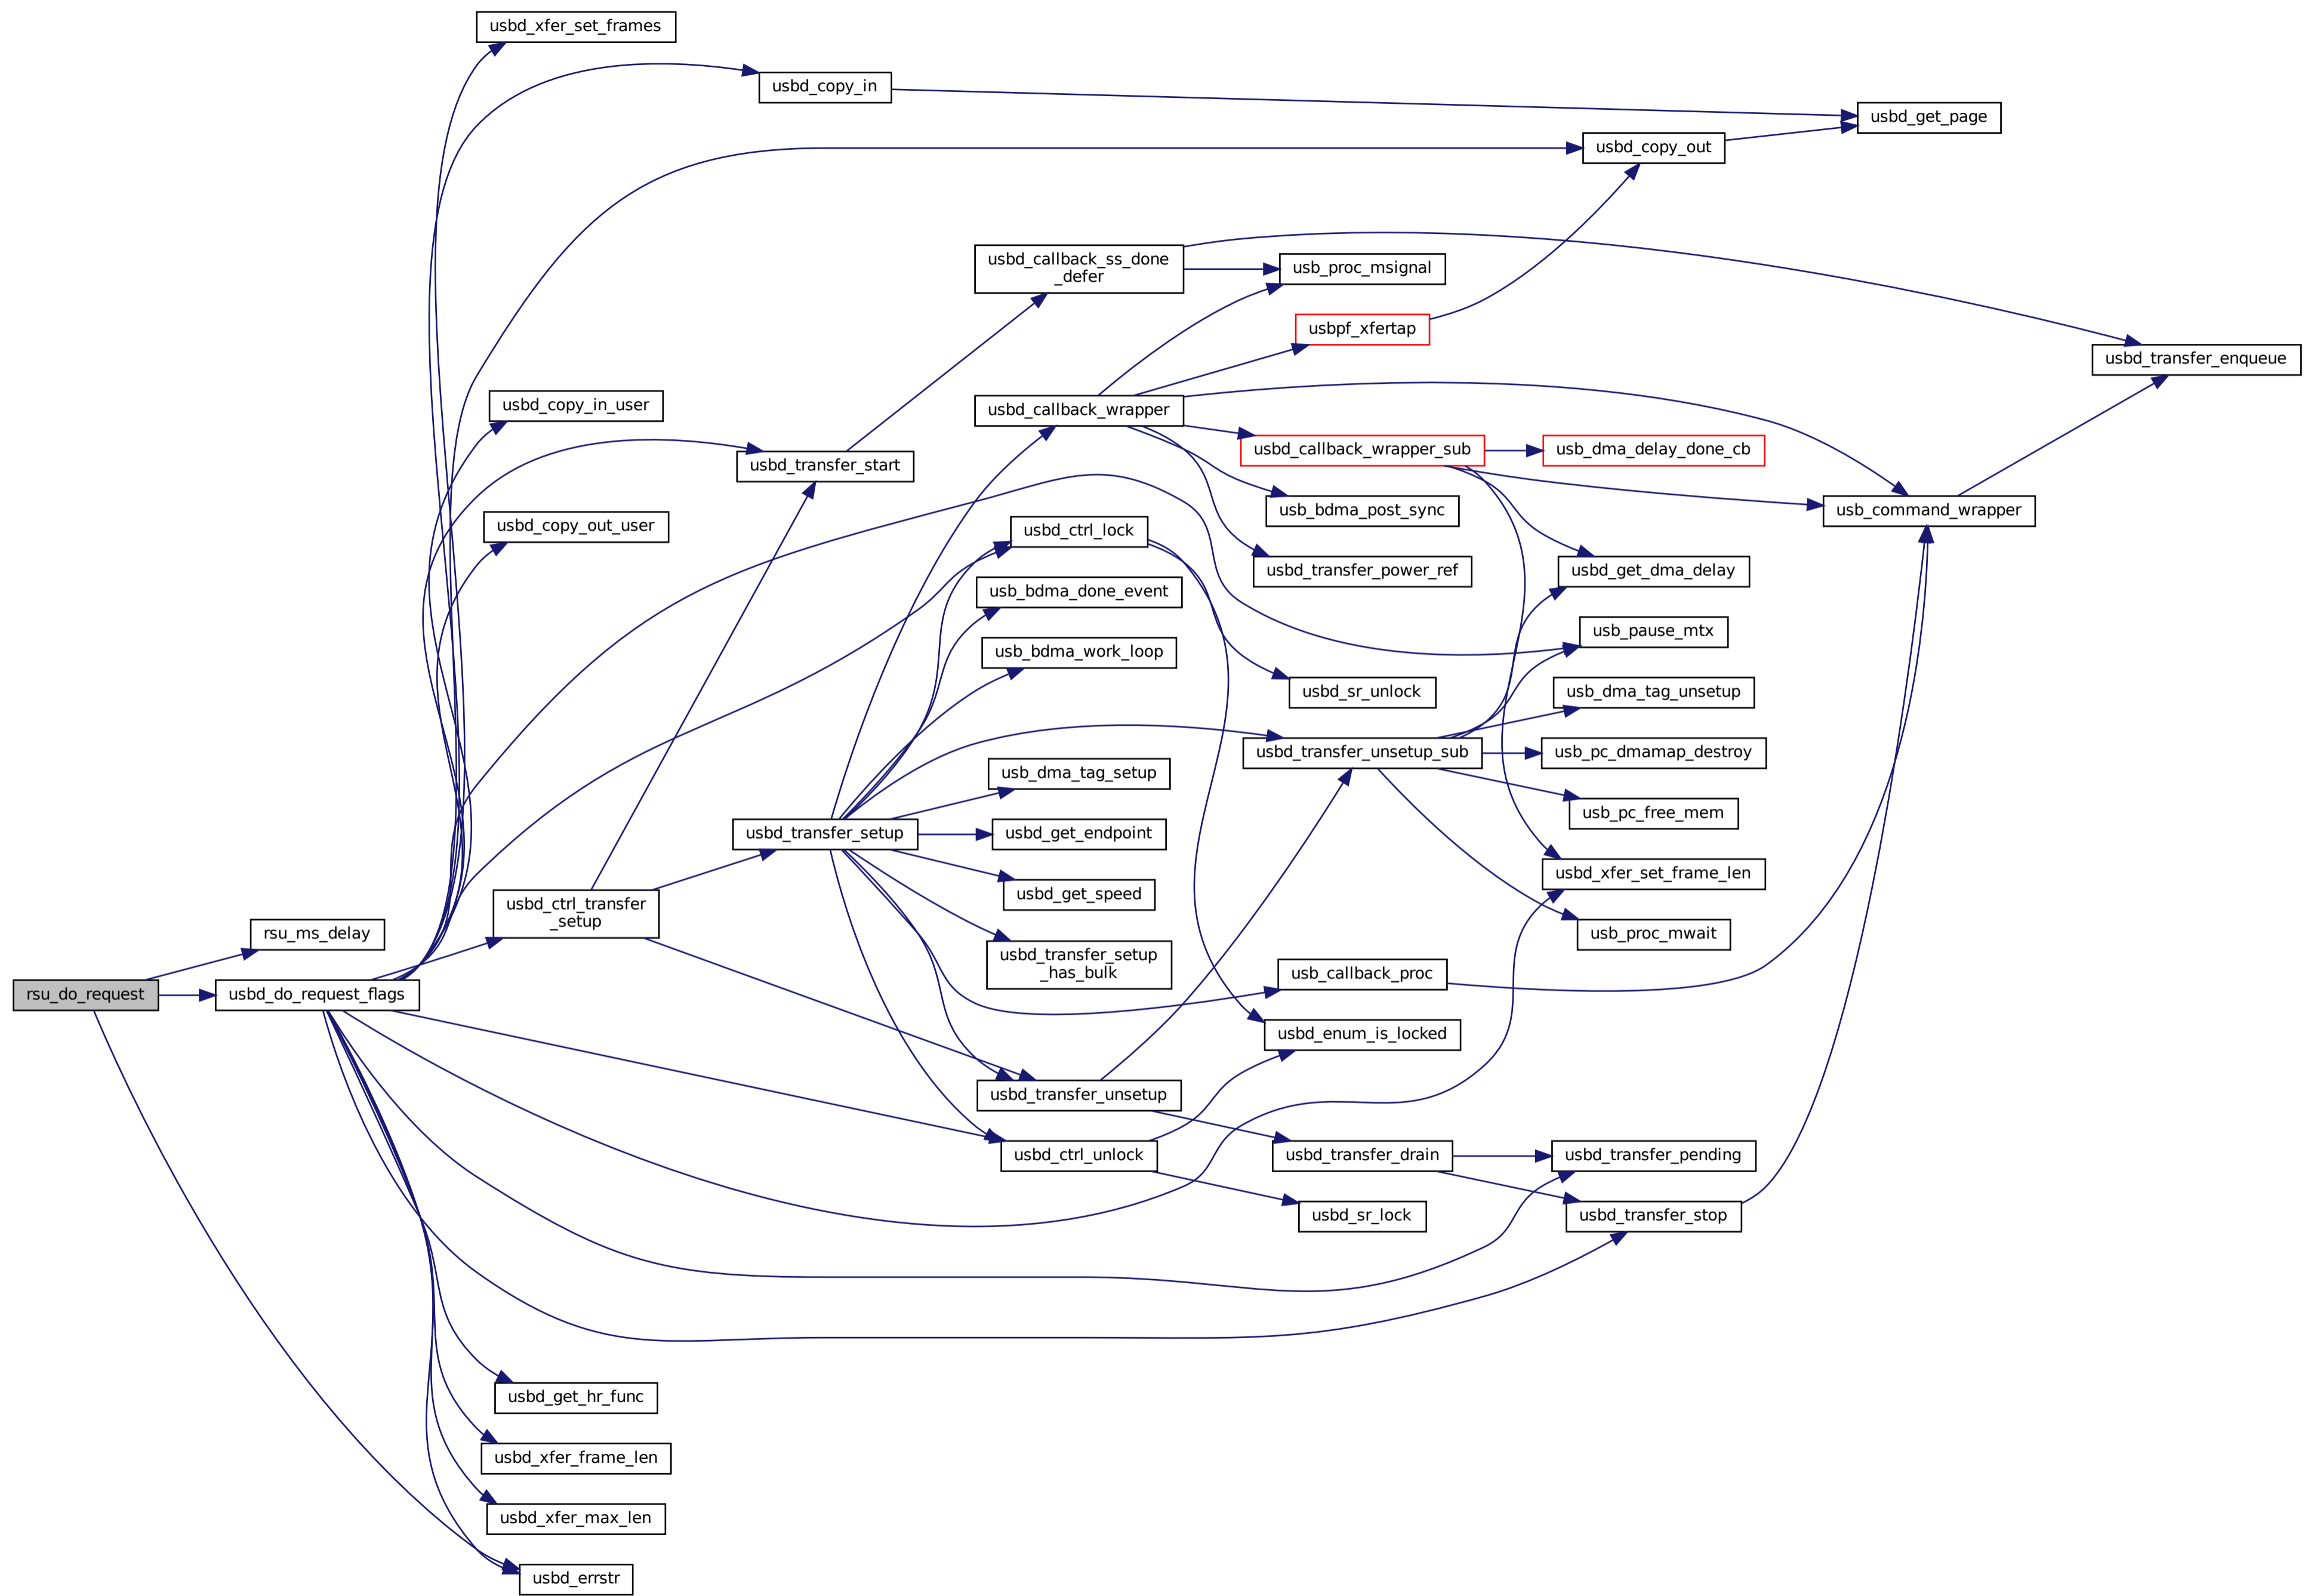 usbd_xfer_set_frames
usbd_copy_in
usbd_get_page
usbd_copy_out
usbd_callback_ss_done
_defer
usb_proc_msignal
usbpf_xfertap
usbd_transfer_enqueue
usbd_copy_in_user
usbd_callback_wrapper
usbd_callback_wrapper_sub
usb_dma_delay_done_cb
usbd_transfer_start
usb_bdma_post_sync
usb_command_wrapper
usbd_copy_out_user
usbd_ctrl_lock
usbd_transfer_power_ref
usbd_get_dma_delay
usb_bdma_done_event
usb_pause_mtx
usb_bdma_work_loop
usbd_sr_unlock
usb_dma_tag_unsetup
usbd_transfer_unsetup_sub
usb_pc_dmamap_destroy
usb_dma_tag_setup
usb_pc_free_mem
usbd_transfer_setup
usbd_get_endpoint
usbd_xfer_set_frame_len
usbd_get_speed
usbd_ctrl_transfer
_setup
rsu_ms_delay
usb_proc_mwait
usbd_transfer_setup
_has_bulk
usb_callback_proc
rsu_do_request
usbd_do_request_flags
usbd_enum_is_locked
usbd_transfer_unsetup
usbd_ctrl_unlock
usbd_transfer_drain
usbd_transfer_pending
usbd_sr_lock
usbd_transfer_stop
usbd_get_hr_func
usbd_xfer_frame_len
usbd_xfer_max_len
usbd_errstr